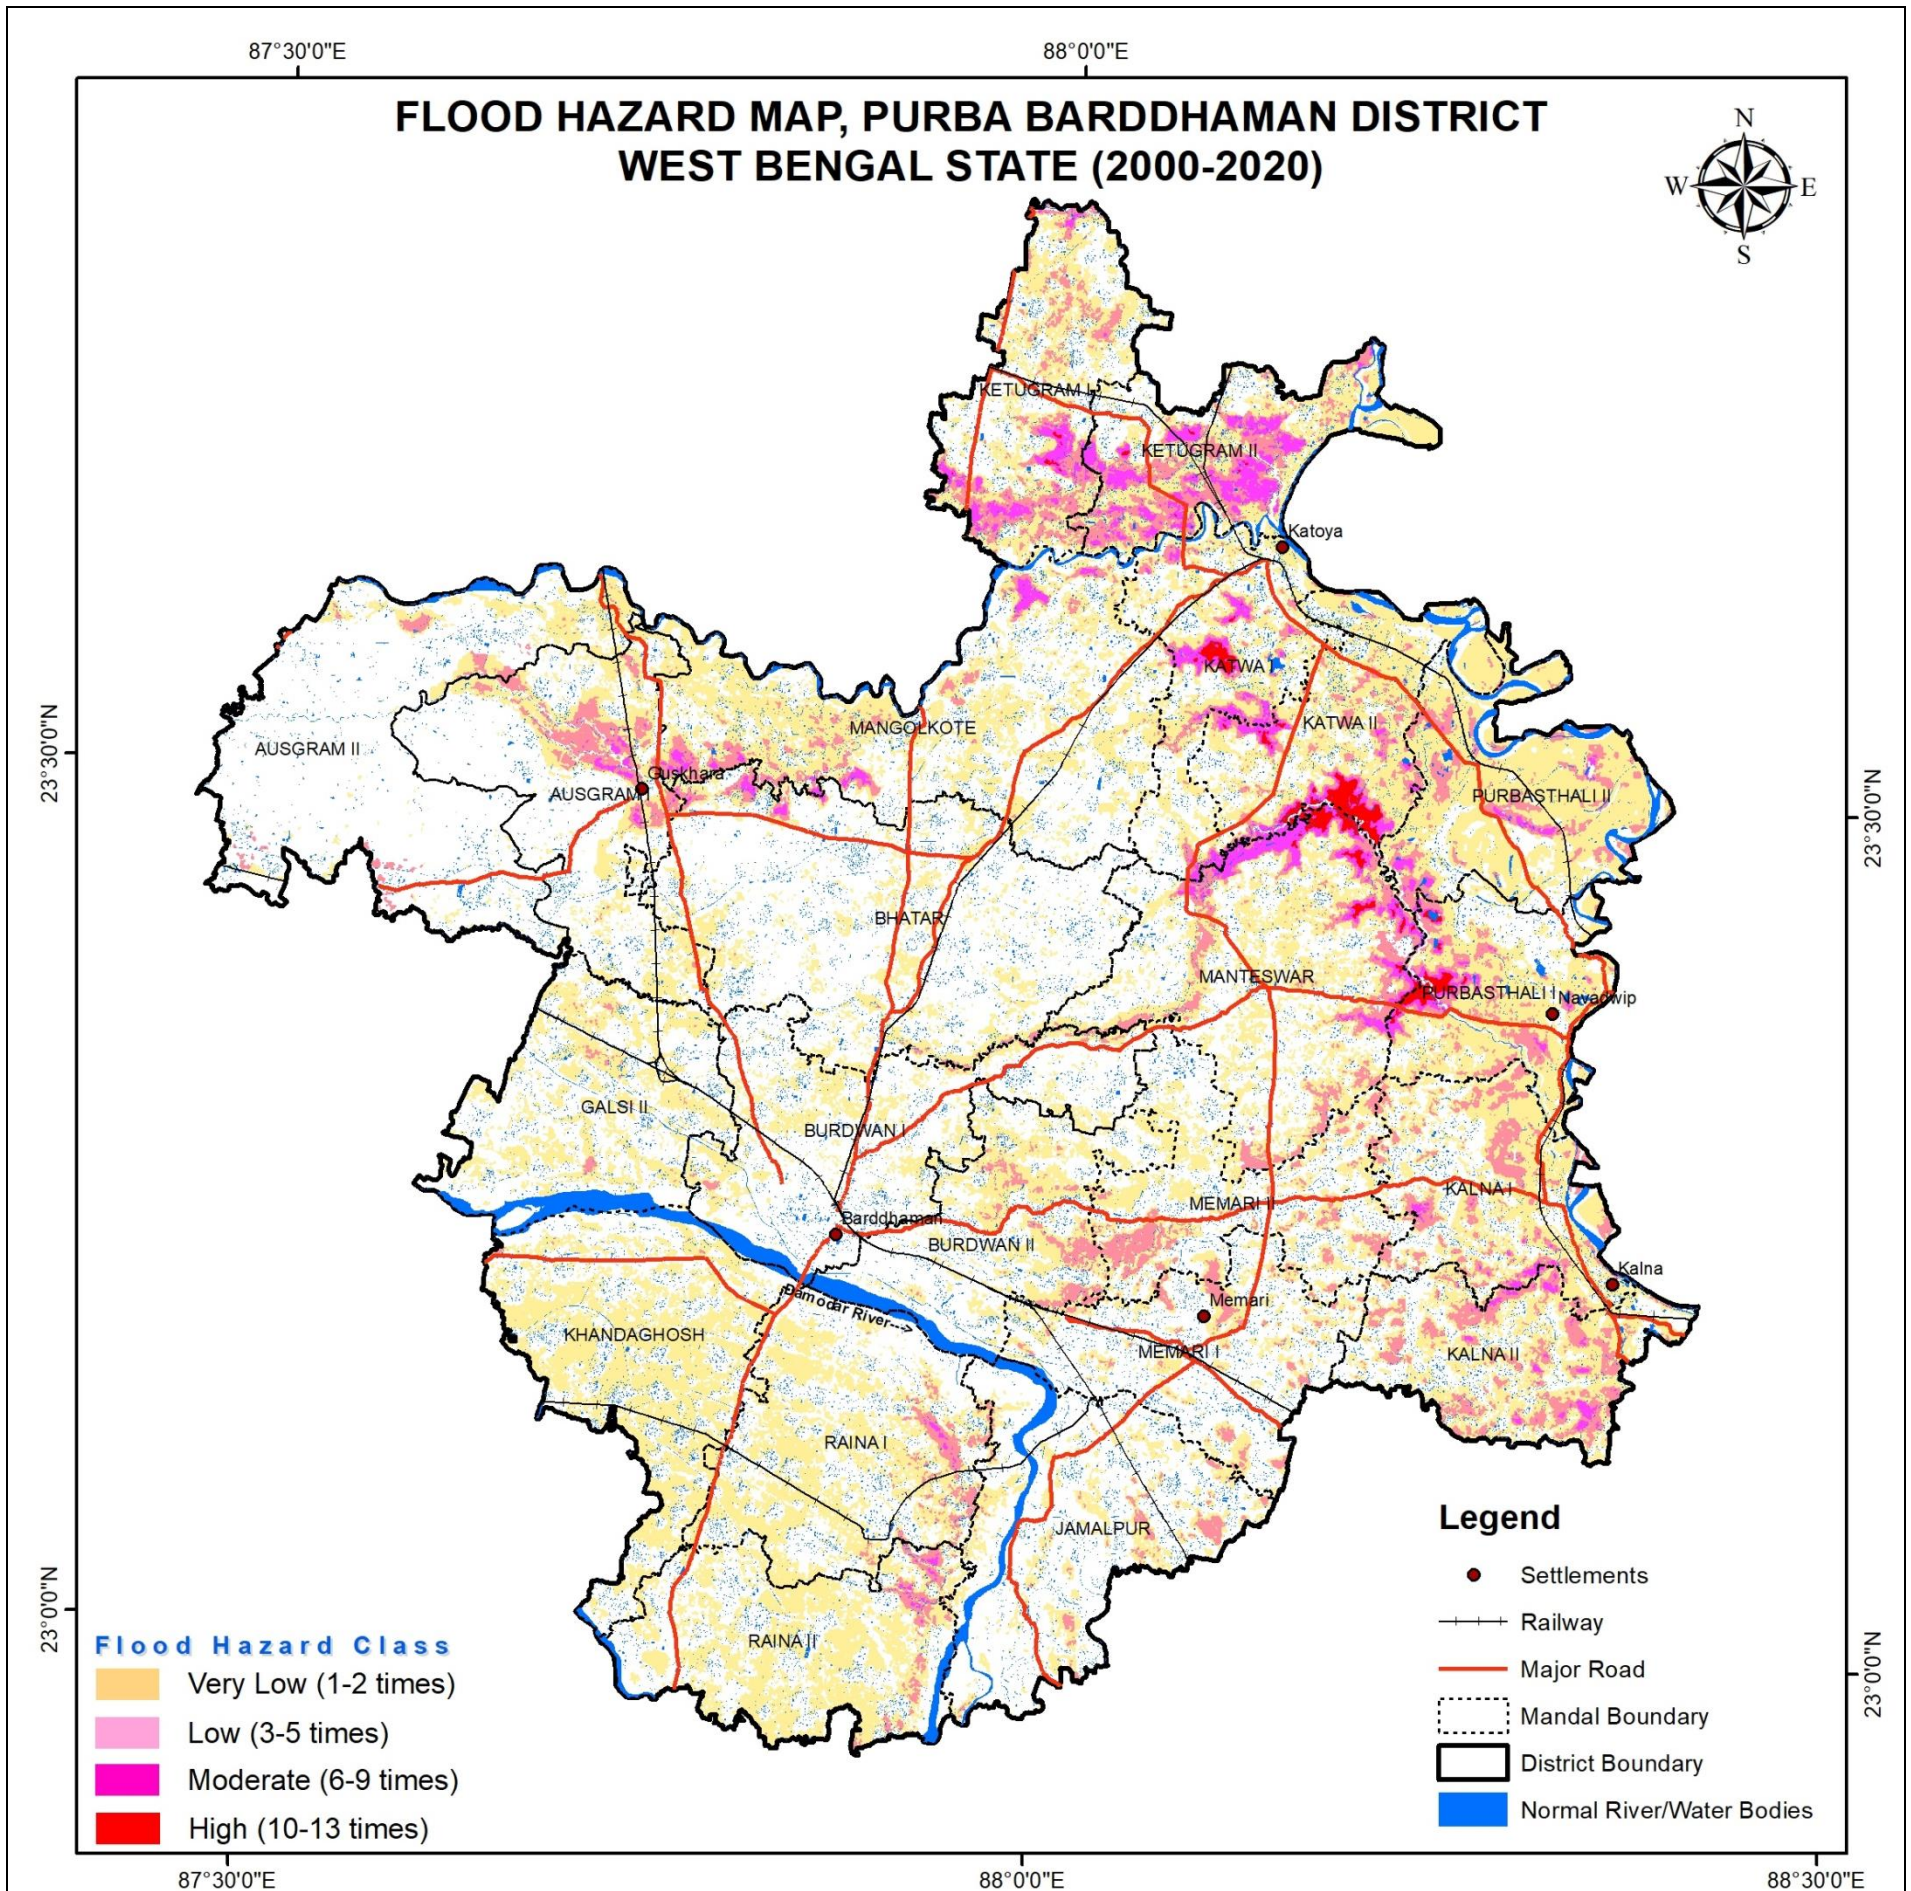 87°30'0"E
88°0'0"E
FLOOD HAZARD MAP, PURBA BARDDHAMAN DISTRICT
WEST BENGAL STATE (2000-2020)
N
W
E
S
KETUGRAM I
KETUGRAM II
Katoya
KATWA I
KATWA II
MANGOLKOTE
AUSGRAM II
23°30'0"N
Guskhara
AUSGRAM I
PURBASTHALI II
23°30'0"N
BHATAR
MANTESWAR
PURBASTHALI I
Navadwip
GALSI II
BURDWAN I
MEMARI II
KALNA I
Barddhaman
BURDWAN II
Kalna
Damodar River--->
Memari
KHANDAGHOSH
MEMARI I
KALNA II
RAINA I
JAMALPUR
RAINA II
23°0'0"N
23°0'0"N
Legend
Settlements
Railway
Major Road
Mandal Boundary
District Boundary
Normal River/Water Bodies
Flood Hazard Class
Very Low (1-2 times)
Low (3-5 times)
Moderate (6-9 times)
High (10-13 times)
87°30'0"E
88°0'0"E
88°30'0"E